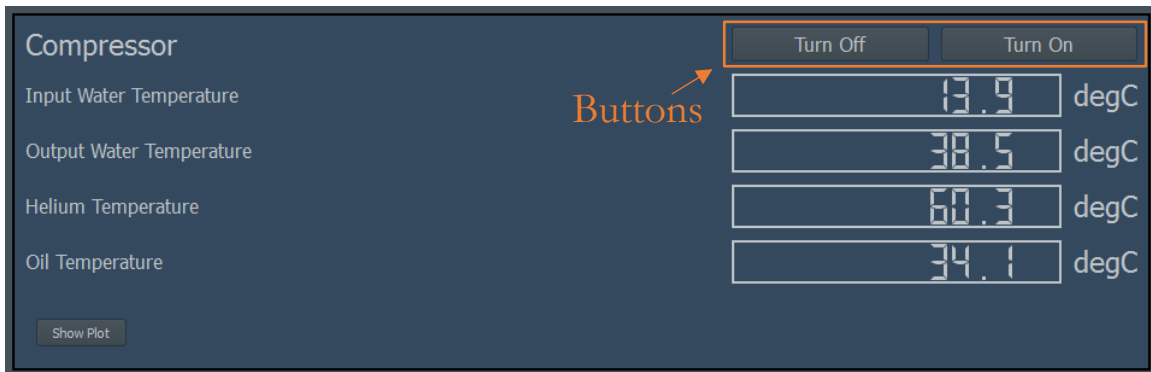 Compressor Turn Off Turn On
Buttons
Input Water Temperature 13.9 degC
Output Water Temperature 38.5 degC
Helium Temperature 60.3 degC
Oil Temperature 34.1 degC
Show Plot